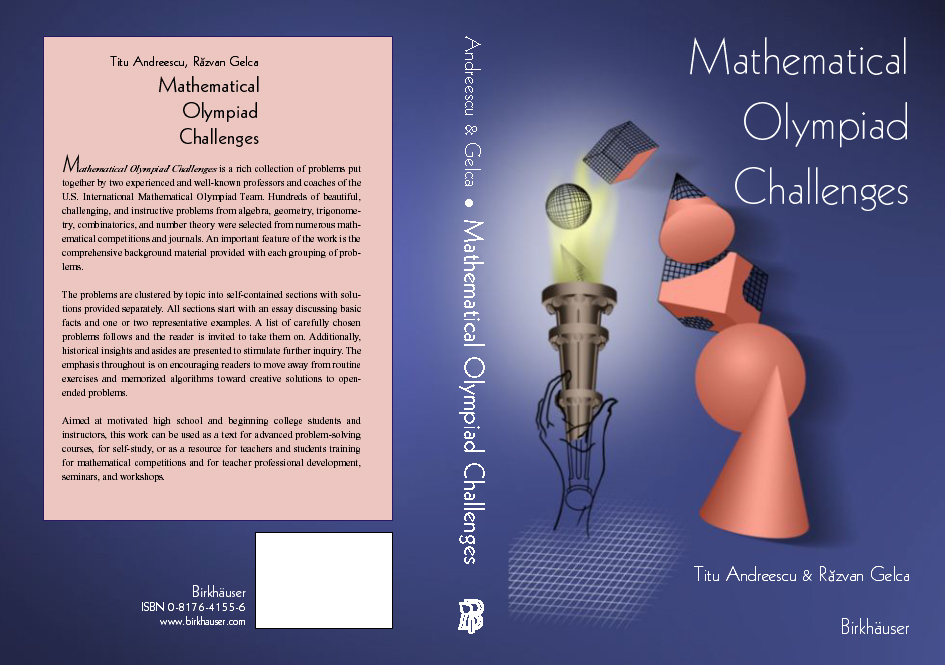 Titu Andreescu, Răzvan Gelca
Mathematical
Olympiad
Challenges
Mathematical Olympiad Challenges is a rich collection of problems put
together by two experienced and well-known professors and coaches of the
U.S. International Mathematical Olympiad Team. Hundreds of beautiful,
challenging, and instructive problems from algebra, geometry, trigonome-
try, combinatorics, and number theory were selected from numerous math-
ematical competitions and journals. An important feature of the work is the
comprehensive background material provided with each grouping of prob-
lems.
The problems are clustered by topic into self-contained sections with solu-
tions provided separately. All sections start with an essay discussing basic
facts and one or two representative examples. A list of carefully chosen
problems follows and the reader is invited to take them on. Additionally,
historical insights and asides are presented to stimulate further inquiry. The
emphasis throughout is on encouraging readers to move away from routine
exercises and memorized algorithms toward creative solutions to open-
ended problems.
Aimed at motivated high school and beginning college students and
instructors, this work can be used as a text for advanced problem-solving
courses, for self-study, or as a resource for teachers and students training
for mathematical competitions and for teacher professional development,
seminars, and workshops.
Birkhäuser
ISBN 0-8176-4155-6
www.birkhauser.com
Andreescu & Gelca • Mathematical Olympiad Challenges
B
Mathematical
Olympiad
Challenges
Titu Andreescu & Răzvan Gelca
Birkhäuser